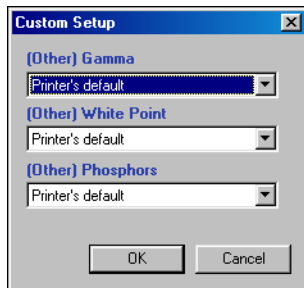 Custom Setup
(Other) Gamma
Printer's default
(Other) White Point
Printer's default
(Other) Phosphors
Printer's default
OK Cancel